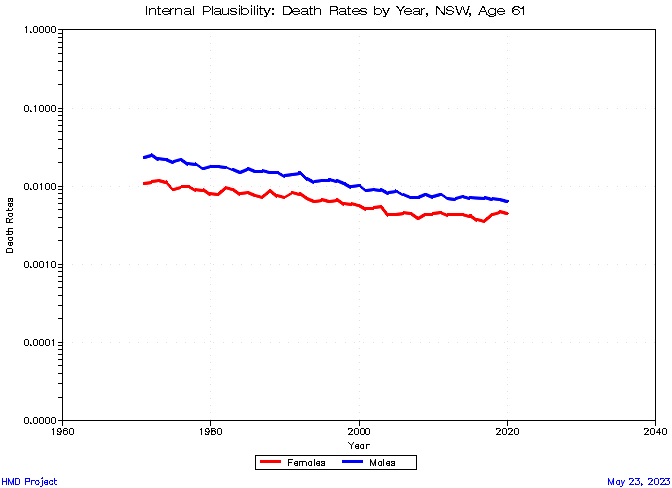 Internal Plausibility: Death Rates by Year, NSW, Age 61
1.0000
0.1000
0.0100
0.0010
0.0001
0.0000
Death Rates
1960 1980 2000 2020 2040
Year
Females Males
HMD Project May 23, 2023